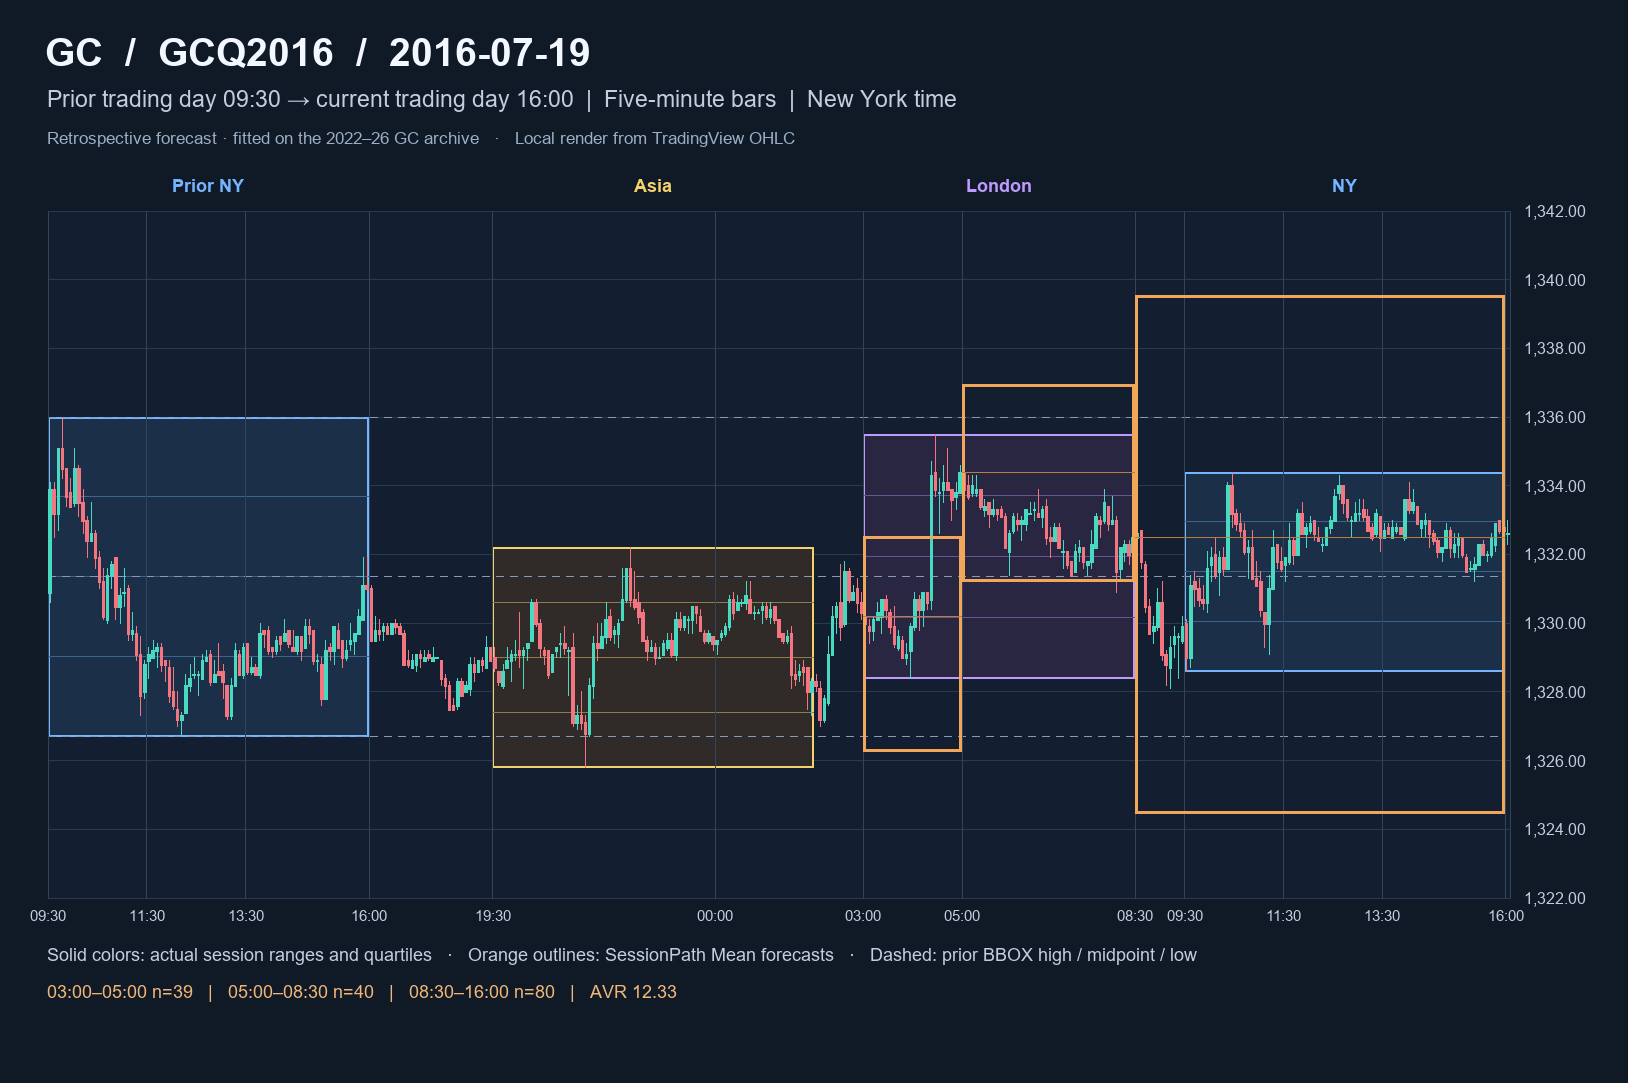 GC / GCQ2016 / 2016-07-19
Prior trading day 09:30 → current trading day 16:00 | Five-minute bars | New York time
Retrospective forecast · fitted on the 2022–26 GC archive · Local render from TradingView OHLC
Prior NY Asia London NY
1,342.00
1,340.00
1,338.00
1,336.00
1,334.00
1,332.00
1,330.00
1,328.00
1,326.00
1,324.00
1,322.00
09:30 11:30 13:30 16:00 19:30 00:00 03:00 05:00 08:30 09:30 11:30 13:30 16:00
Solid colors: actual session ranges and quartiles · Orange outlines: SessionPath Mean forecasts · Dashed: prior BBOX high / midpoint / low
03:00–05:00 n=39 | 05:00–08:30 n=40 | 08:30–16:00 n=80 | AVR 12.33